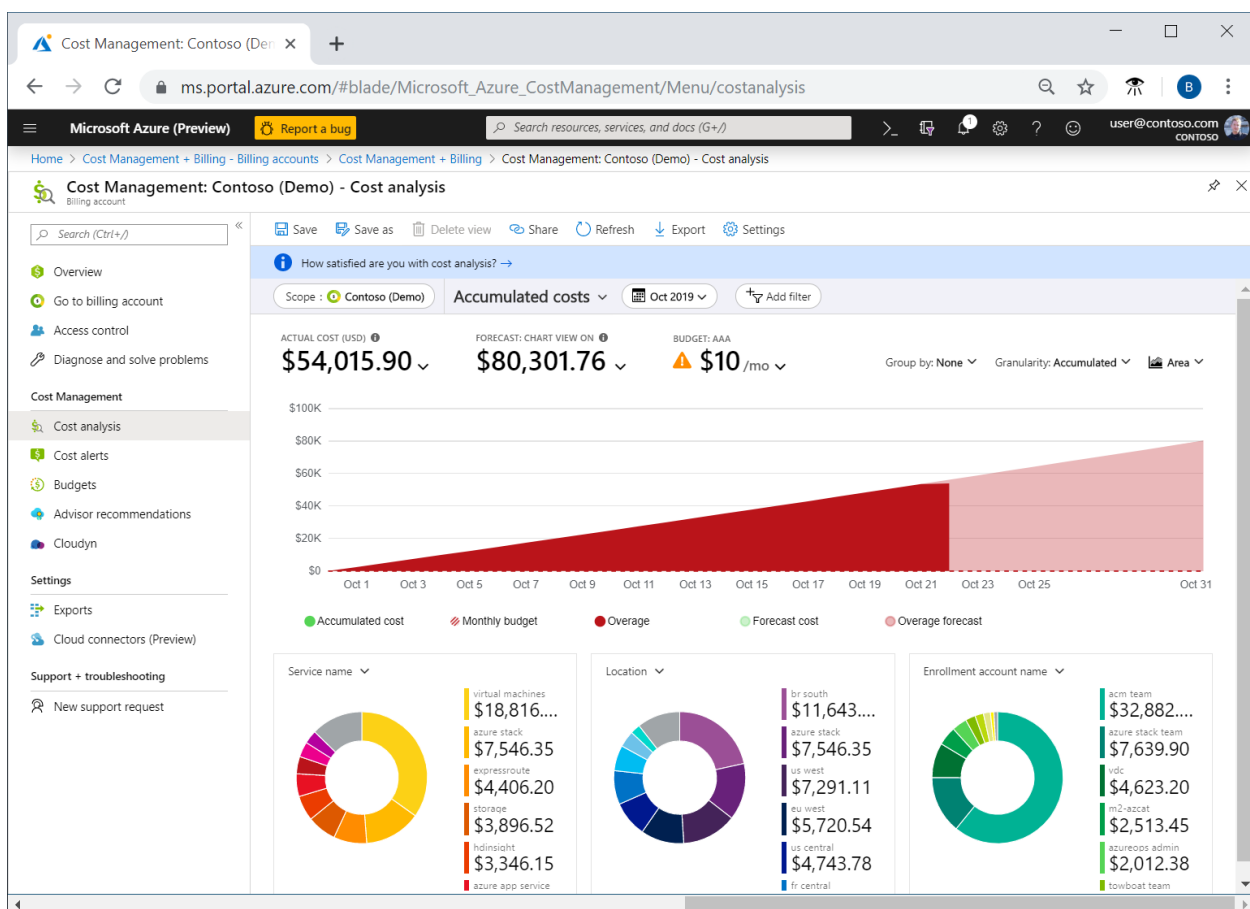 Cost Management: Contoso (Den
ms.portal.azure.com/#blade/Microsoft_Azure_CostManagement/Menu/costanalysis
B
Microsoft Azure (Preview)
Report a bug
Search resources, services, and docs (G+/)
1
user@contoso.com
CONTOSO
Home > Cost Management + Billing - Billing accounts > Cost Management + Billing > Cost Management: Contoso (Demo) - Cost analysis
Cost Management: Contoso (Demo) - Cost analysis
Billing account
Search (Ctrl+/)
«
Overview
Go to billing account
Access control
Diagnose and solve problems
Cost Management
Cost analysis
Cost alerts
Budgets
Advisor recommendations
Cloudyn
Settings
Exports
Cloud connectors (Preview)
Support + troubleshooting
New support request
Save
Save as
Delete view
Share
Refresh
Export
Settings
How satisfied are you with cost analysis? →
Scope : Contoso (Demo)
Accumulated costs
Oct 2019
Add filter
ACTUAL COST (USD)
$54,015.90
FORECAST: CHART VIEW ON
$80,301.76
BUDGET: AAA
$10 /mo
Group by: None
Granularity: Accumulated
Area
$100K
$80K
$60K
$40K
$20K
$0
Oct 1 Oct 3 Oct 5 Oct 7 Oct 9 Oct 11 Oct 13 Oct 15 Oct 17 Oct 19 Oct 21 Oct 23 Oct 25 Oct 31
Accumulated cost
Monthly budget
Overage
Forecast cost
Overage forecast
Service name
virtual machines
$18,816....
azure stack
$7,546.35
expressroute
$4,406.20
storage
$3,896.52
hdinsight
$3,346.15
azure app service
Location
br south
$11,643....
azure stack
$7,546.35
us west
$7,291.11
eu west
$5,720.54
us central
$4,743.78
fr central
Enrollment account name
acm team
$32,882....
azure stack team
$7,639.90
vdc
$4,623.20
m2-azcat
$2,513.45
azureops admin
$2,012.38
towboat team